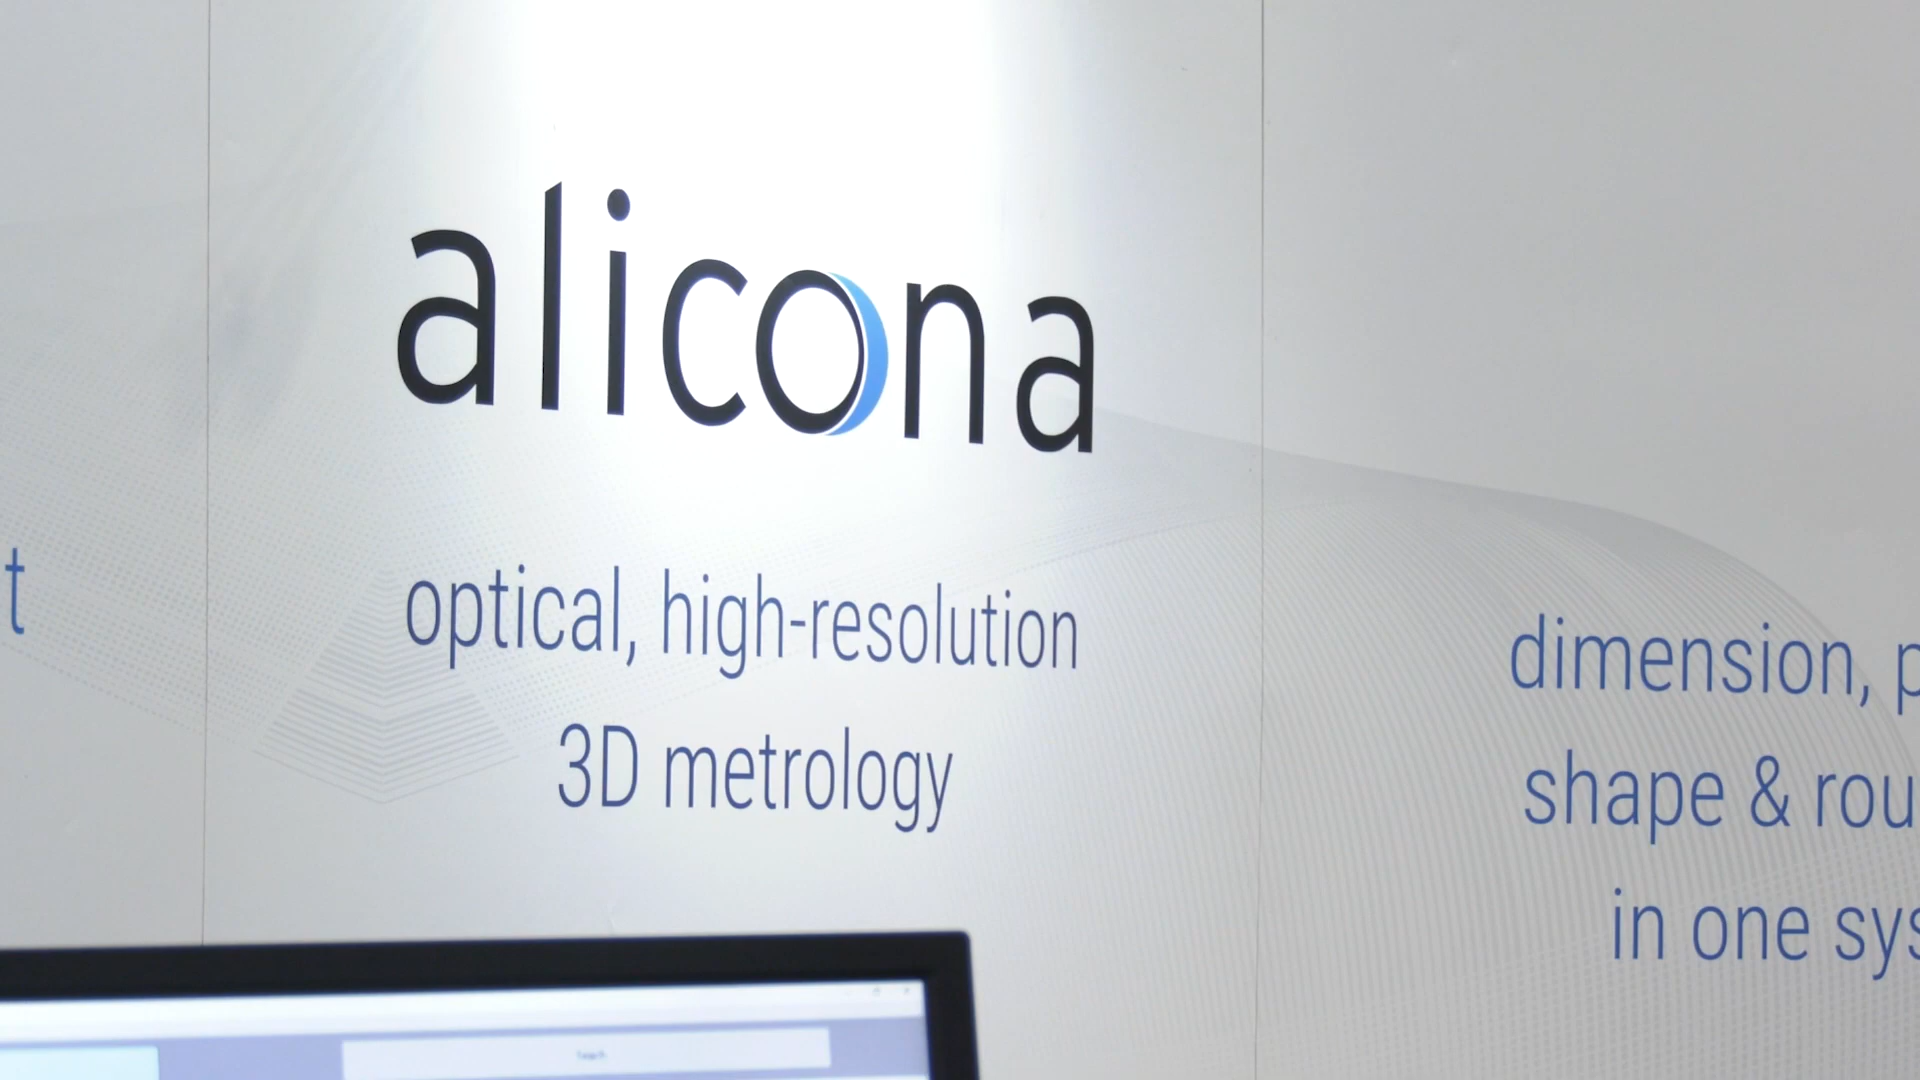 alicona
optical, high-resolution
3D metrology
t
dimension, p
shape & rou
in one sys